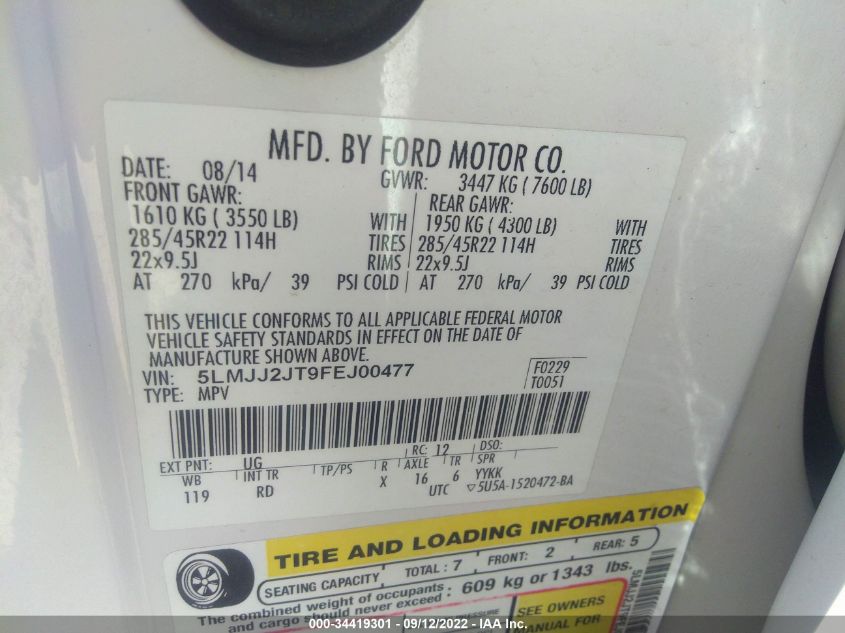 MFD. BY FORD MOTOR CO.
DATE: 08/14 GVWR: 3447 KG ( 7600 LB)
FRONT GAWR: REAR GAWR:
1610 KG ( 3550 LB) WITH 1950 KG ( 4300 LB) WITH
285/45R22 114H TIRES 285/45R22 114H TIRES
22x9.5J RIMS 22x9.5J RIMS
AT 270 kPa/ 39 PSI COLD AT 270 kPa/ 39 PSI COLD
THIS VEHICLE CONFORMS TO ALL APPLICABLE FEDERAL MOTOR
VEHICLE SAFETY STANDARDS IN EFFECT ON THE DATE OF
MANUFACTURE SHOWN ABOVE.
VIN: 5LMJJ2JT9FEJ00477 F0229
TYPE: MPV T0051
EXT PNT: UG RC: 12 DSO:
WB INT TR TP/PS R AXLE TR SPR
119 RD X 16 6 YYKK
UTC 5U5A-1520472-BA
TIRE AND LOADING INFORMATION
SEATING CAPACITY TOTAL : 7 FRONT: 2 REAR: 5
The combined weight of occupants
and cargo should never exceed : 609 kg or 1343 lbs.
SEE OWNERS
MANUAL FOR
000-34419301 - 09/12/2022 - IAA Inc.